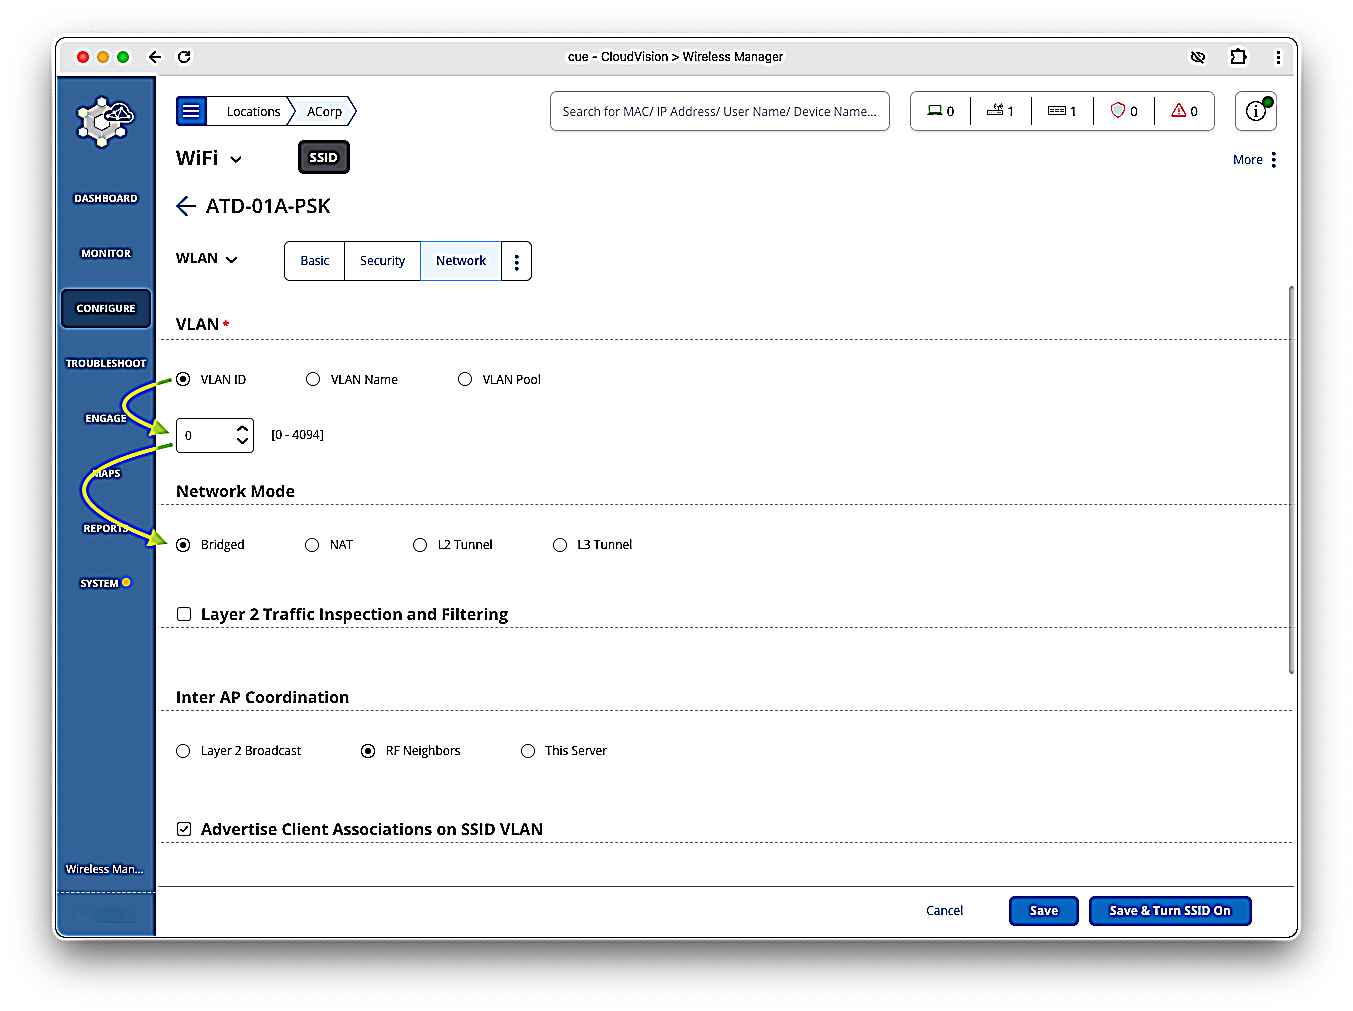 cue - CloudVision > Wireless Manager
Locations
ACorp
Search for MAC/ IP Address/ User Name/ Device Name...
0
1
1
0
0
WiFi
SSID
More
DASHBOARD
MONITOR
CONFIGURE
TROUBLESHOOT
ENGAGE
MAPS
REPORTS
SYSTEM
Wireless Man...
ATD-01A-PSK
WLAN
Basic
Security
Network
VLAN *
VLAN ID
VLAN Name
VLAN Pool
0
[0 - 4094]
Network Mode
Bridged
NAT
L2 Tunnel
L3 Tunnel
Layer 2 Traffic Inspection and Filtering
Inter AP Coordination
Layer 2 Broadcast
RF Neighbors
This Server
Advertise Client Associations on SSID VLAN
Cancel
Save
Save & Turn SSID On